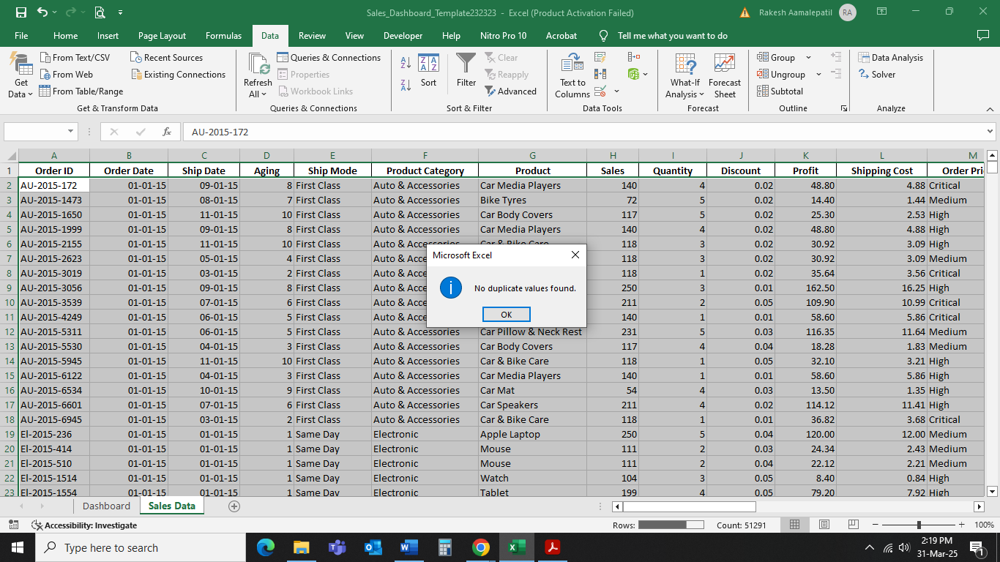 Sales_Dashboard_Template232323 - Excel (Product Activation Failed)
Rakesh Aamalepatil RA
File Home Insert Page Layout Formulas Data Review View Developer Help Nitro Pro 10 Acrobat Tell me what you want to do
Get Data
From Text/CSV
From Web
From Table/Range
Recent Sources
Existing Connections
Get & Transform Data
Refresh All
Queries & Connections
Properties
Workbook Links
Queries & Connections
Sort
Filter
Clear
Reapply
Advanced
Sort & Filter
Text to Columns
Data Tools
What-If Analysis
Forecast Sheet
Forecast
Group
Ungroup
Subtotal
Outline
Data Analysis
Solver
Analyze
fx AU-2015-172
A B C D E F G H I J K L M
1 Order ID Order Date Ship Date Aging Ship Mode Product Category Product Sales Quantity Discount Profit Shipping Cost Order Pri
2 AU-2015-172 01-01-15 09-01-15 8 First Class Auto & Accessories Car Media Players 140 4 0.02 48.80 4.88 Critical
3 AU-2015-1473 01-01-15 08-01-15 7 First Class Auto & Accessories Bike Tyres 72 5 0.02 14.40 1.44 Medium
4 AU-2015-1650 01-01-15 11-01-15 10 First Class Auto & Accessories Car Body Covers 117 5 0.02 25.30 2.53 High
5 AU-2015-1999 01-01-15 09-01-15 8 First Class Auto & Accessories Car Media Players 140 4 0.02 48.80 4.88 High
6 AU-2015-2155 01-01-15 11-01-15 10 First Class Auto & Accessories Car & Bike Care 118 3 0.02 30.92 3.09 High
7 AU-2015-2623 01-01-15 05-01-15 4 First Class Auto & Acce 118 3 0.02 30.92 3.09 Medium
8 AU-2015-3019 01-01-15 03-01-15 2 First Class Auto & Acce 118 1 0.02 35.64 3.56 Critical
9 AU-2015-3056 01-01-15 09-01-15 8 First Class Auto & Acce 250 3 0.01 162.50 16.25 High
10 AU-2015-3539 01-01-15 07-01-15 6 First Class Auto & Acce 211 2 0.05 109.90 10.99 Critical
11 AU-2015-4249 01-01-15 06-01-15 5 First Class Auto & Acce 140 1 0.01 58.60 5.86 Critical
12 AU-2015-5311 01-01-15 06-01-15 5 First Class Auto & Accessories Car Pillow & Neck Rest 231 5 0.03 116.35 11.64 Medium
13 AU-2015-5530 01-01-15 04-01-15 3 First Class Auto & Accessories Car Body Covers 117 4 0.04 18.28 1.83 Medium
14 AU-2015-5945 01-01-15 11-01-15 10 First Class Auto & Accessories Car & Bike Care 118 1 0.05 32.10 3.21 High
15 AU-2015-6122 01-01-15 04-01-15 3 First Class Auto & Accessories Car Media Players 140 1 0.01 58.60 5.86 High
16 AU-2015-6534 01-01-15 10-01-15 9 First Class Auto & Accessories Car Mat 54 4 0.03 13.50 1.35 High
17 AU-2015-6601 01-01-15 07-01-15 6 First Class Auto & Accessories Car Speakers 211 4 0.02 114.12 11.41 High
18 AU-2015-6945 01-01-15 03-01-15 2 First Class Auto & Accessories Car & Bike Care 118 1 0.01 36.82 3.68 Critical
19 El-2015-236 01-01-15 01-01-15 1 Same Day Electronic Apple Laptop 250 5 0.04 120.00 12.00 Medium
20 El-2015-414 01-01-15 01-01-15 1 Same Day Electronic Mouse 111 2 0.03 24.34 2.43 Medium
21 El-2015-510 01-01-15 01-01-15 1 Same Day Electronic Mouse 111 2 0.04 22.12 2.21 Medium
22 El-2015-1514 01-01-15 01-01-15 1 Same Day Electronic Watch 104 3 0.05 8.40 0.84 High
23 El-2015-1554 01-01-15 01-01-15 1 Same Day Electronic Tablet 199 4 0.05 79.20 7.92 High
Microsoft Excel
No duplicate values found.
OK
Dashboard Sales Data
Accessibility: Investigate Rows: Count: 51291 100%
Type here to search
2:19 PM
31-Mar-25
1